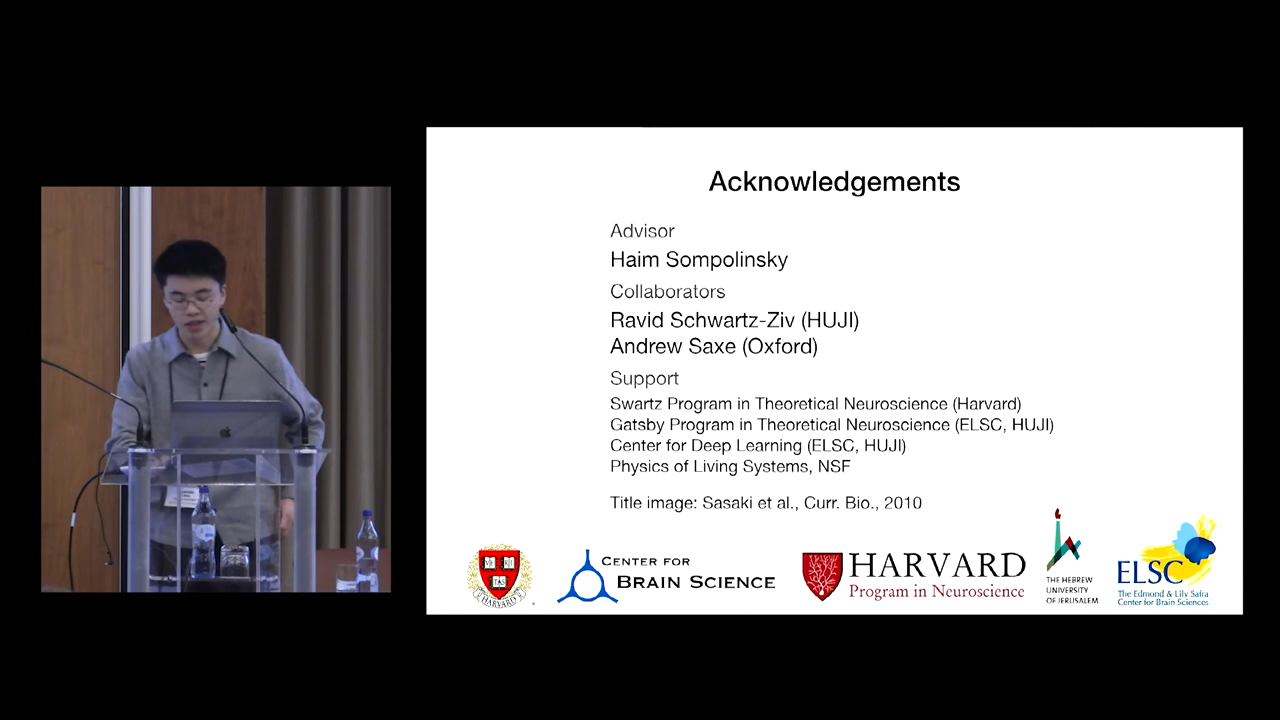 Acknowledgements
Advisor
Haim Sompolinsky
Collaborators
Ravid Schwartz-Ziv (HUJI)
Andrew Saxe (Oxford)
Support
Swartz Program in Theoretical Neuroscience (Harvard)
Gatsby Program in Theoretical Neuroscience (ELSC, HUJI)
Center for Deep Learning (ELSC, HUJI)
Physics of Living Systems, NSF
Title image: Sasaki et al., Curr. Bio., 2010
HARVARD
CENTER FOR
BRAIN SCIENCE
HARVARD
Program in Neuroscience
THE HEBREW
UNIVERSITY
OF JERUSALEM
ELSC
The Edmond & Lily Safra
Center for Brain Sciences